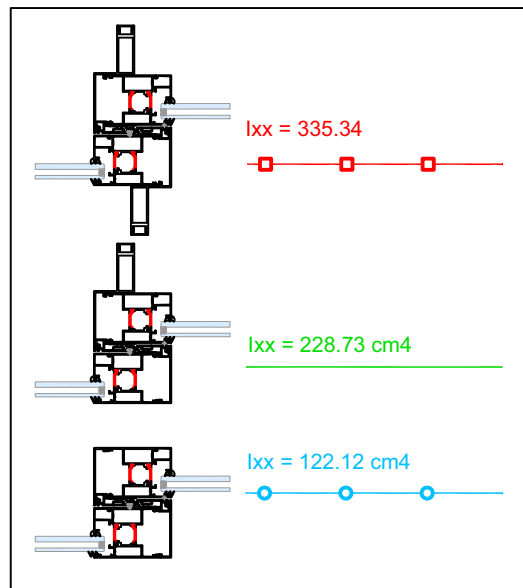 Ixx = 335.34
Ixx = 228.73 cm4
Ixx = 122.12 cm4